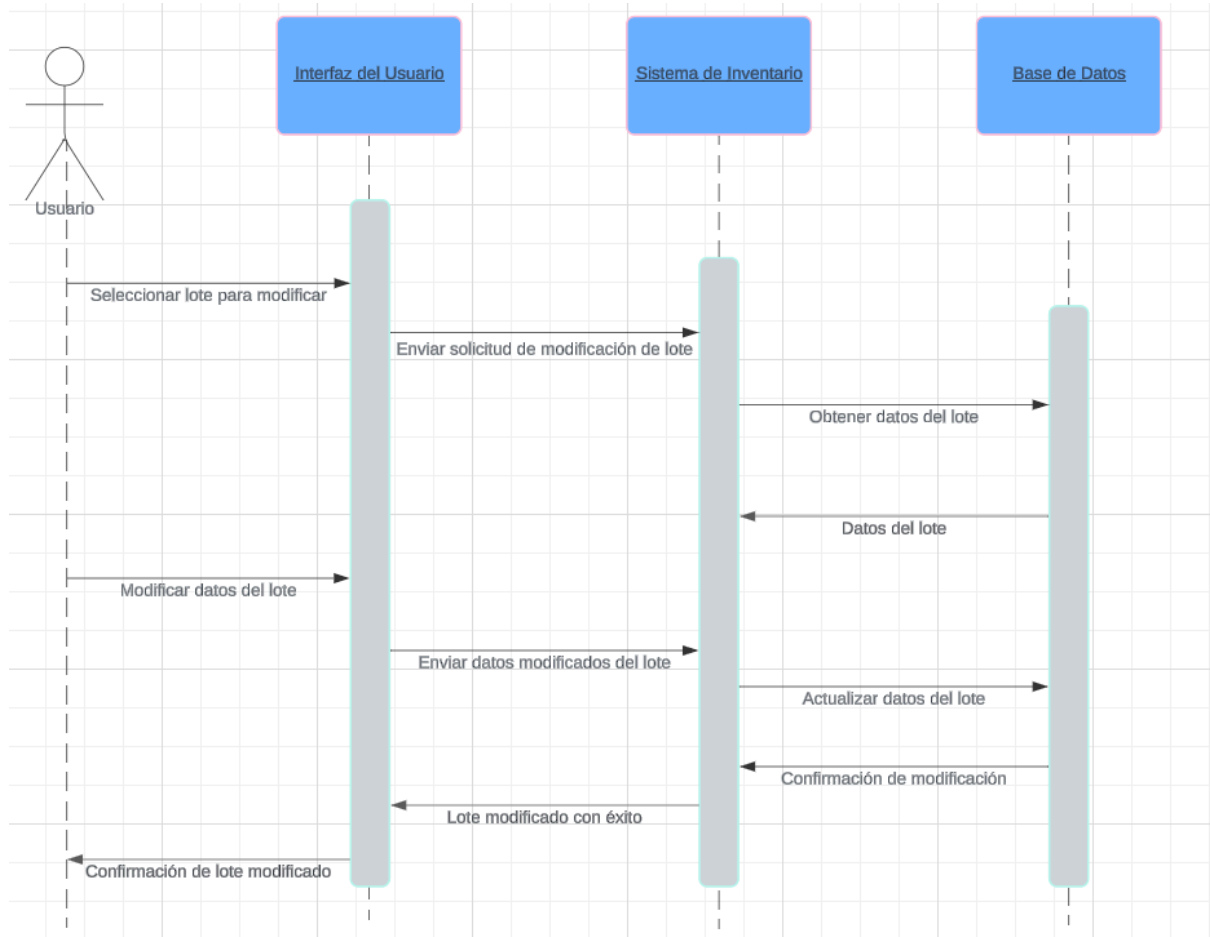 Interfaz del Usuario
Sistema de Inventario
Base de Datos
Usuario
Seleccionar lote para modificar
Enviar solicitud de modificación de lote
Obtener datos del lote
Datos del lote
Modificar datos del lote
Enviar datos modificados del lote
Actualizar datos del lote
Confirmación de modificación
Lote modificado con éxito
Confirmación de lote modificado